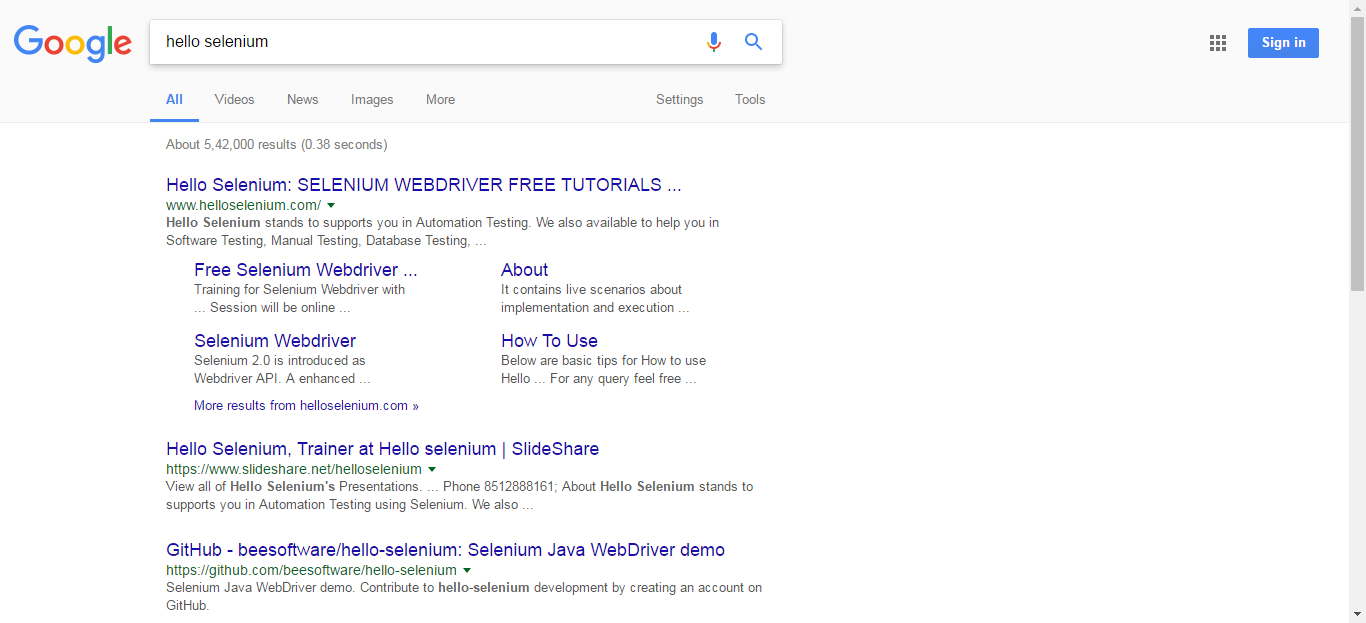 Google
hello selenium
Sign in
All Videos News Images More Settings Tools
About 5,42,000 results (0.38 seconds)
Hello Selenium: SELENIUM WEBDRIVER FREE TUTORIALS ...
www.helloselenium.com/
Hello Selenium stands to supports you in Automation Testing. We also available to help you in
Software Testing, Manual Testing, Database Testing, ...
Free Selenium Webdriver ...
Training for Selenium Webdriver with
... Session will be online ...
About
It contains live scenarios about
implementation and execution ...
Selenium Webdriver
Selenium 2.0 is introduced as
Webdriver API. A enhanced ...
How To Use
Below are basic tips for How to use
Hello ... For any query feel free ...
More results from helloselenium.com »
Hello Selenium, Trainer at Hello selenium | SlideShare
https://www.slideshare.net/helloselenium
View all of Hello Selenium's Presentations. ... Phone 8512888161; About Hello Selenium stands to
supports you in Automation Testing using Selenium. We also ...
GitHub - beesoftware/hello-selenium: Selenium Java WebDriver demo
https://github.com/beesoftware/hello-selenium
Selenium Java WebDriver demo. Contribute to hello-selenium development by creating an account on
GitHub.